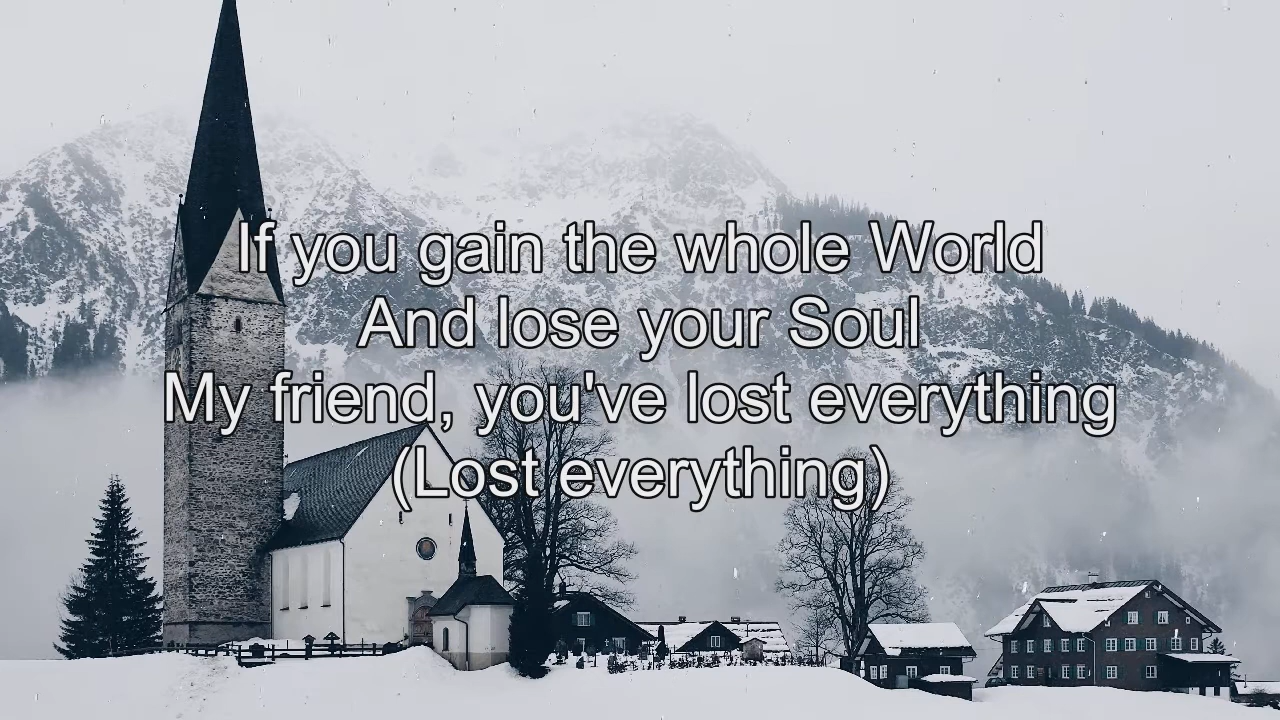 If you gain the whole World
And lose your Soul
My friend, you've lost everything
(Lost everything)